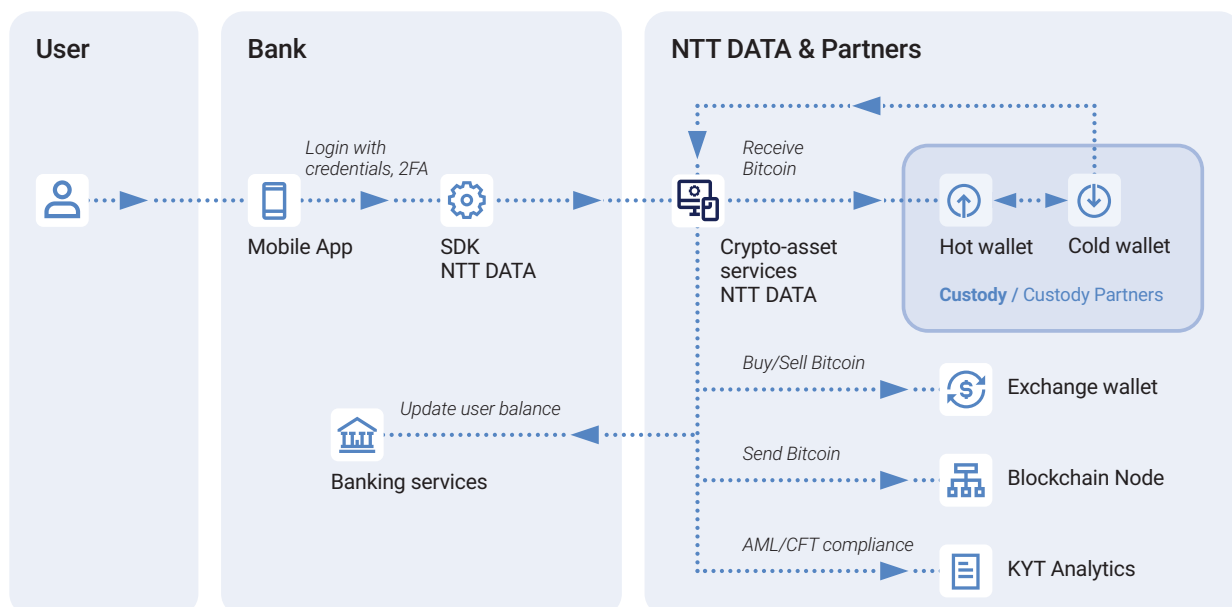 User
Bank
NTT DATA & Partners
Login with
credentials, 2FA
Receive
Bitcoin
Mobile App
SDK
NTT DATA
Crypto-asset
services
NTT DATA
Hot wallet
Cold wallet
Custody / Custody Partners
Buy/Sell Bitcoin
Exchange wallet
Update user balance
Banking services
Send Bitcoin
Blockchain Node
AML/CFT compliance
KYT Analytics